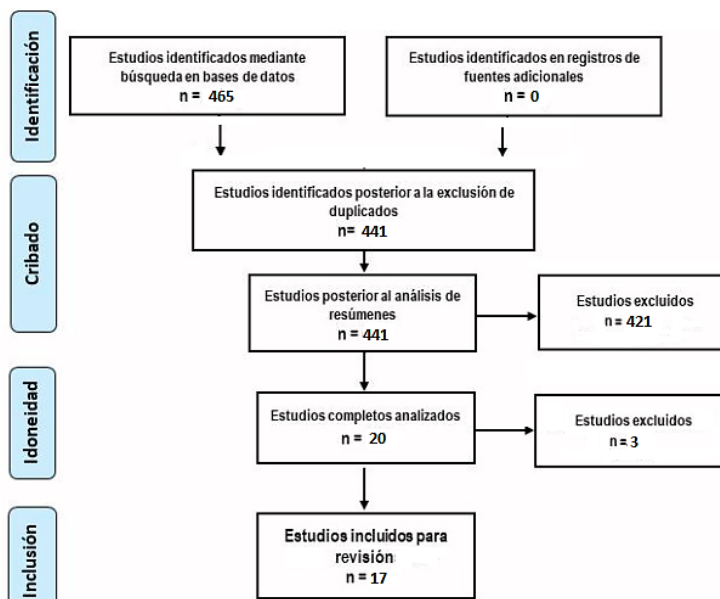 Identificación
Estudios identificados mediante
búsqueda en bases de datos
n = 465
Estudios identificados en registros de
fuentes adicionales
n = 0
Cribado
Estudios identificados posterior a la exclusión de
duplicados
n= 441
Estudios posterior al análisis de
resúmenes
n = 441
Estudios excluidos
n = 421
Idoneidad
Estudios completos analizados
n = 20
Estudios excluidos
n = 3
Inclusión
Estudios incluidos para
revisión
n = 17